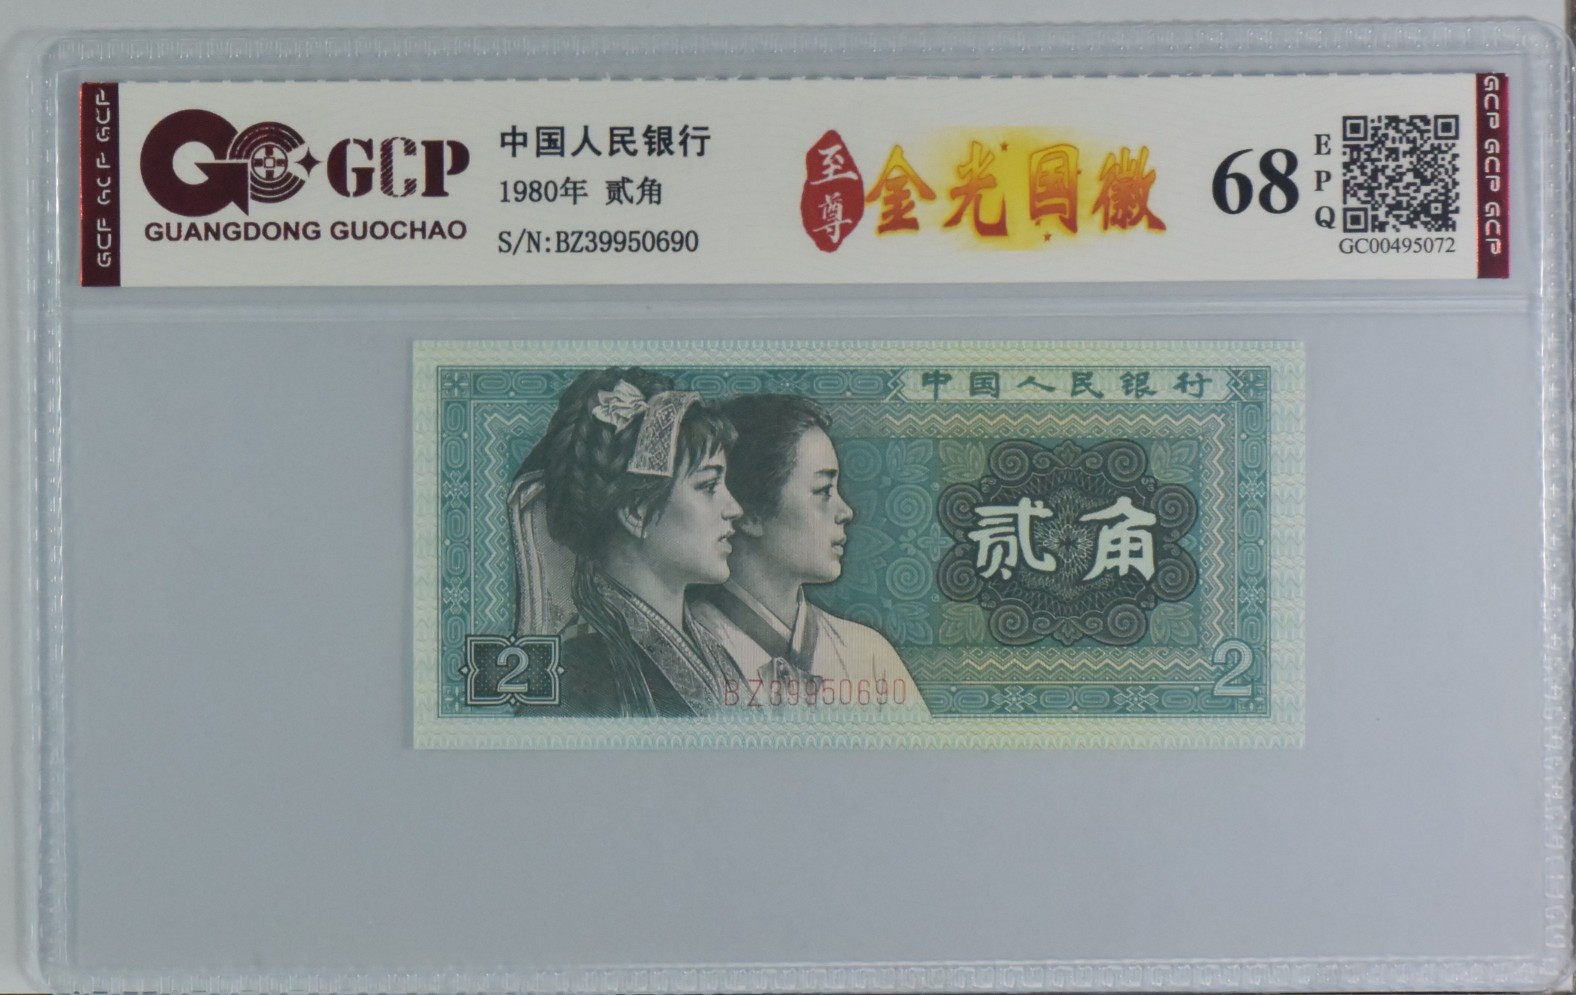 GCP GCP GCP
GC GCP
GUANGDONG GUOCHAO
中国人民银行
1980年 贰角
S/N:BZ39950690
至尊
金光国徽
68
EPQ
GC00495072
GCP GCP GCP
中国人民银行
贰角
2
BZ39950690
2